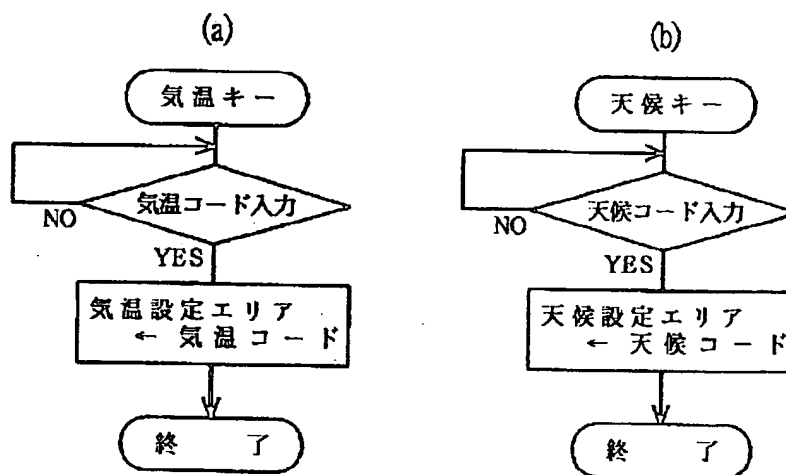 (a)
気温キー
気温コード入力
NO
YES
気温設定エリア
← 気温コード
終 了
(b)
天候キー
天候コード入力
NO
YES
天候設定エリア
← 天候コード
終 了